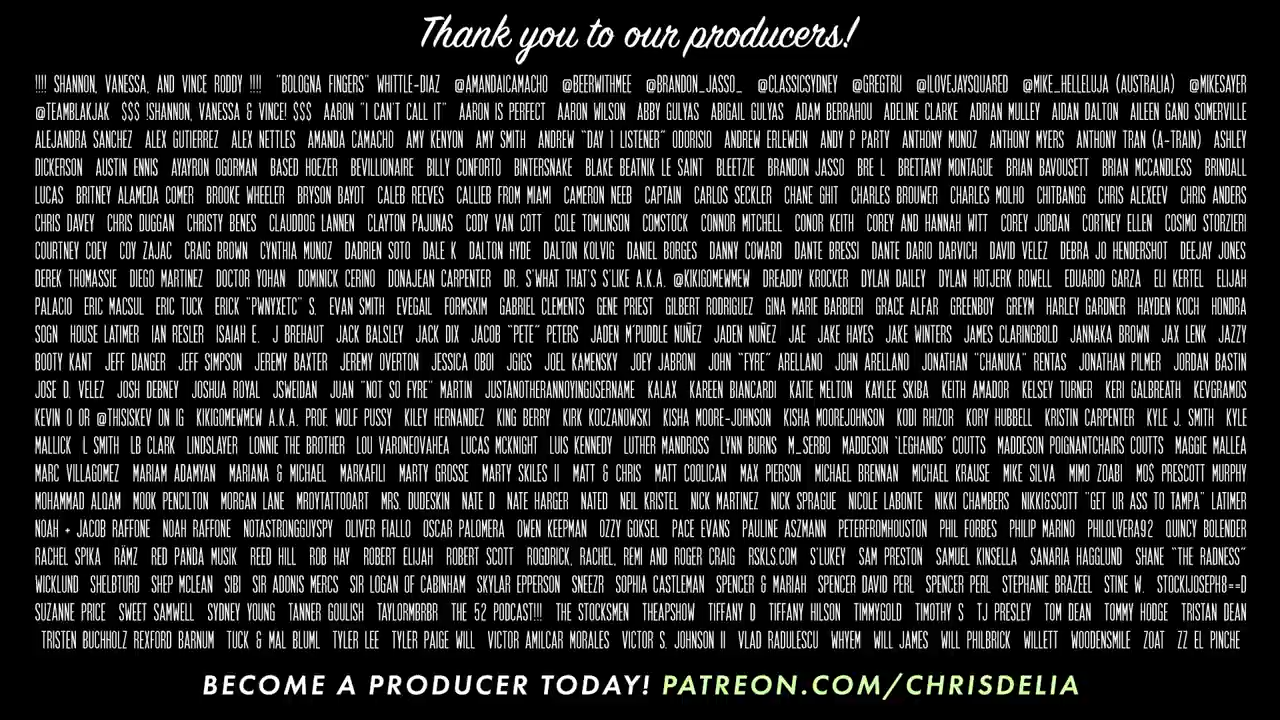 Thank you to our producers!
!!!! SHANNON, VANESSA, AND VINCE RODDY !!!! "BOLOGNA FINGERS" WHITTLE-DIAZ @AMANDAICAMACHO @BEERWITHMEE @BRANDON_JASSO_ @CLASSICSYDNEY @GREGTRU @ILOVEJAYSQUARED @MIKE_HELLELUJA (AUSTRALIA) @MIKESAYER
@TEAMBLAKJAK $$$ !SHANNON, VANESSA & VINCE! $$$ AARON "I CAN'T CALL IT" AARON IS PERFECT AARON WILSON ABBY GULYAS ABIGAIL GULYAS ADAM BERRAHOU ADELINE CLARKE ADRIAN MULLEY AIDAN DALTON AILEEN GANO SOMERVILLE
ALEJANDRA SANCHEZ ALEX GUTIERREZ ALEX NETTLES AMANDA CAMACHO AMY KENYON AMY SMITH ANDREW "DAY 1 LISTENER" ODORISIO ANDREW ERLEWEIN ANDY P PARTY ANTHONY MUNOZ ANTHONY MYERS ANTHONY TRAN (A-TRAIN) ASHLEY
DICKERSON AUSTIN ENNIS AYAYRON OGORMAN BASED HOEZER BEVILLIONAIRE BILLY CONFORTO BINTERSNAKE BLAKE BEATNIK LE SAINT BLEETZIE BRANDON JASSO BRE L BRETTANY MONTAGUE BRIAN BAVOUSETT BRIAN MCCANDLESS BRINDALL
LUCAS BRITNEY ALAMEDA COMER BROOKE WHEELER BRYSON BAYOT CALEB REEVES CALLIEB FROM MIAMI CAMERON NEEB CAPTAIN CARLOS SECKLER CHANE GHIT CHARLES BROUWER CHARLES MOLHO CHITBANGG CHRIS ALEXEEV CHRIS ANDERS
CHRIS DAVEY CHRIS DUGGAN CHRISTY BENES CLAUDDOG LANNEN CLAYTON PAJUNAS CODY VAN COTT COLE TOMLINSON COMSTOCK CONNOR MITCHELL CONOR KEITH COREY AND HANNAH WITT COREY JORDAN CORTNEY ELLEN COSIMO STORZIERI
COURTNEY COEY COY ZAJAC CRAIG BROWN CYNTHIA MUNOZ DADRIEN SOTO DALE K DALTON HYDE DALTON KOLVIG DANIEL BORGES DANNY COWARD DANTE BRESSI DANTE DARIO DARVICH DAVID VELEZ DEBRA JO HENDERSHOT DEEJAY JONES
DEREK THOMASSIE DIEGO MARTINEZ DOCTOR YOHAN DOMINICK CERINO DONAJEAN CARPENTER DR. S'WHAT THAT'S S'LIKE A.K.A. @KIKIGOMEWMEW DREADDY KROCKER DYLAN DAILEY DYLAN HOTJERK ROWELL EDUARDO GARZA ELI KERTEL ELIJAH
PALACIO ERIC MACSUL ERIC TUCK ERICK "PWNYXETC" S. EVAN SMITH EVEGAIL FORMSKIM GABRIEL CLEMENTS GENE PRIEST GILBERT RODRIGUEZ GINA MARIE BARBIERI GRACE ALFAR GREENBOY GREYM HARLEY GARDNER HAYDEN KOCH HONDRA
SOGN HOUSE LATIMER IAN RESLER ISAIAH E. J BREHAUT JACK BALSLEY JACK DIX JACOB "PETE" PETERS JADEN M'PUDDLE NUÑEZ JADEN NUÑEZ JAE JAKE HAYES JAKE WINTERS JAMES CLARINGBOLD JANNAKA BROWN JAX LENK JAZZY
BOOTY KANT JEFF DANGER JEFF SIMPSON JEREMY BAXTER JEREMY OVERTON JESSICA OBOI JGIGS JOEL KAMENSKY JOEY JABRONI JOHN "FYRE" ARELLANO JOHN ARELLANO JONATHAN "CHANUKA" RENTAS JONATHAN PILMER JORDAN BASTIN
JOSE D. VELEZ JOSH DEBNEY JOSHUA ROYAL JSWEIDAN JUAN "NOT SO FYRE" MARTIN JUSTANOTHERANNOYINGUSERNAME KALAX KAREEN BIANCARDI KATIE MELTON KAYLEE SKIBA KEITH AMADOR KELSEY TURNER KERI GALBREATH KEVGRAMOS
KEVIN O OR @THISISKEV ON IG KIKIGOMEWMEW A.K.A. PROF. WOLF PUSSY KILEY HERNANDEZ KING BERRY KIRK KOCZANOWSKI KISHA MOORE-JOHNSON KISHA MOOREJOHNSON KODI RHIZOR KORY HUBBELL KRISTIN CARPENTER KYLE J. SMITH KYLE
MALLICK L SMITH LB CLARK LINDSLAYER LONNIE THE BROTHER LOU VARONEOVAHEA LUCAS MCKNIGHT LUIS KENNEDY LUTHER MANDROSS LYNN BURNS M_SERBO MADDESON 'LEGHANDS' COUTTS MADDESON POIGNANTCHAIRS COUTTS MAGGIE MALLEA
MARC VILLAGOMEZ MARIAM ADAMYAN MARIANA & MICHAEL MARKAFILI MARTY GROSSE MARTY SKILES II MATT & CHRIS MATT COOLICAN MAX PIERSON MICHAEL BRENNAN MICHAEL KRAUSE MIKE SILVA MIMO ZOABI MO$ PRESCOTT MURPHY
MOHAMMAD ALQAM MOOK PENCILTON MORGAN LANE MROYTATTOOART MRS. DUDESKIN NATE D NATE HARGER NATED NEIL KRISTEL NICK MARTINEZ NICK SPRAGUE NICOLE LABONTE NIKKI CHAMBERS NIKKI&SCOTT "GET UR ASS TO TAMPA" LATIMER
NOAH + JACOB RAFFONE NOAH RAFFONE NOTASTRONGGUYSPY OLIVER FIALLO OSCAR PALOMERA OWEN KEEPMAN OZZY GOKSEL PACE EVANS PAULINE ASZMANN PETERFROMHOUSTON PHIL FORBES PHILIP MARINO PHILOLVERA92 QUINCY BOLENDER
RACHEL SPIKA RÄMZ RED PANDA MUSIK REED HILL ROB HAY ROBERT ELIJAH ROBERT SCOTT ROGDRICK, RACHEL, REMI AND ROGER CRAIG RSKLS.COM S'LUKEY SAM PRESTON SAMUEL KINSELLA SANARIA HAGGLUND SHANE "THE RADNESS"
WICKLUND SHELBTURD SHEP MCLEAN SIBI SIR ADONIS MERCS SIR LOGAN OF CABINHAM SKYLAR EPPERSON SNEEZR SOPHIA CASTLEMAN SPENCER & MARIAH SPENCER DAVID PERL SPENCER PERL STEPHANIE BRAZEEL STINE W. STOCKIJOSEPH8==D
SUZANNE PRICE SWEET SAMWELL SYDNEY YOUNG TANNER GOULISH TAYLORMBRBR THE 52 PODCAST!!! THE STOCKSMEN THEAPSHOW TIFFANY D TIFFANY HILSON TIMMYGOLD TIMOTHY S TJ PRESLEY TOM DEAN TOMMY HODGE TRISTAN DEAN
TRISTEN BUCHHOLZ REXFORD BARNUM TUCK & MAL BLUML TYLER LEE TYLER PAIGE WILL VICTOR AMILCAR MORALES VICTOR S. JOHNSON II VLAD RADULESCU WHYEM WILL JAMES WILL PHILBRICK WILLETT WOODENSMILE ZOAT ZZ EL PINCHE
BECOME A PRODUCER TODAY! PATREON.COM/CHRISDELIA